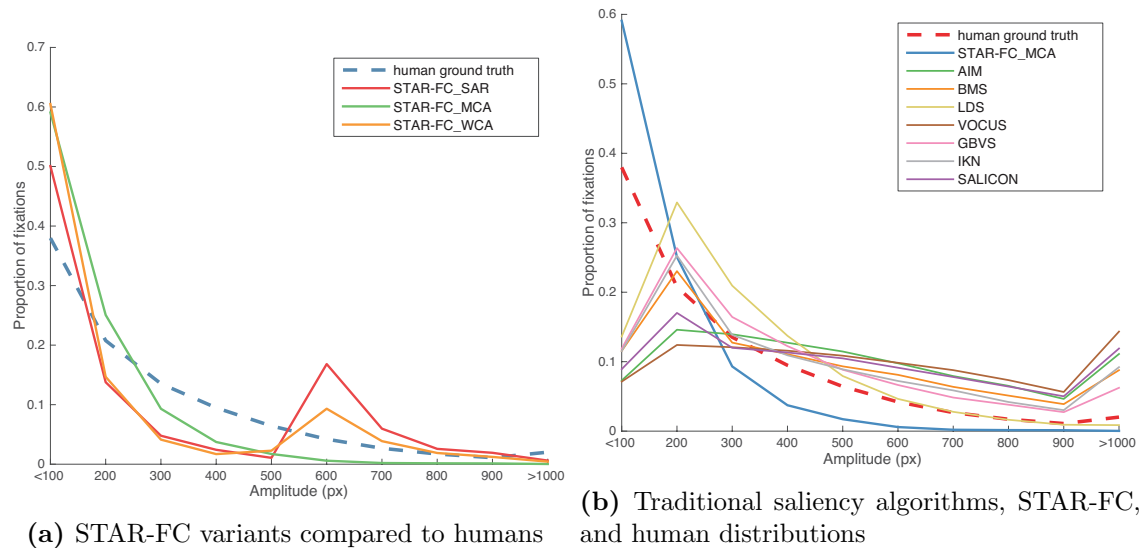 0.7
0.6
0.5
0.4
0.3
0.2
0.1
0
Proportion of fixations
human ground truth
STAR-FC_SAR
STAR-FC_MCA
STAR-FC_WCA
<100 200 300 400 500 600 700 800 900 >1000
Amplitude (px)
(a) STAR-FC variants compared to humans
0.6
0.5
0.4
0.3
0.2
0.1
0
Proportion of fixations
human ground truth
STAR-FC_MCA
AIM
BMS
LDS
VOCUS
GBVS
IKN
SALICON
<100 200 300 400 500 600 700 800 900 >1000
Amplitude (px)
(b) Traditional saliency algorithms, STAR-FC,
and human distributions